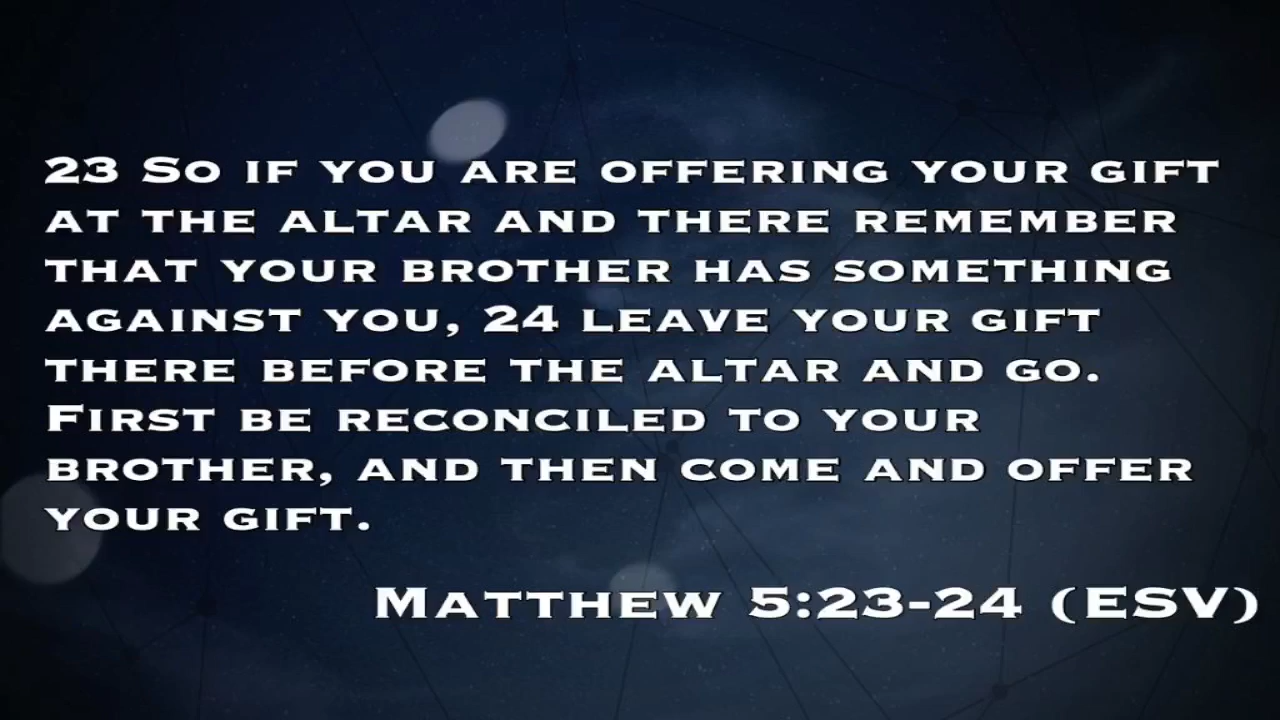 23 So if you are offering your gift
at the altar and there remember
that your brother has something
against you, 24 leave your gift
there before the altar and go.
First be reconciled to your
brother, and then come and offer
your gift.
Matthew 5:23-24 (ESV)